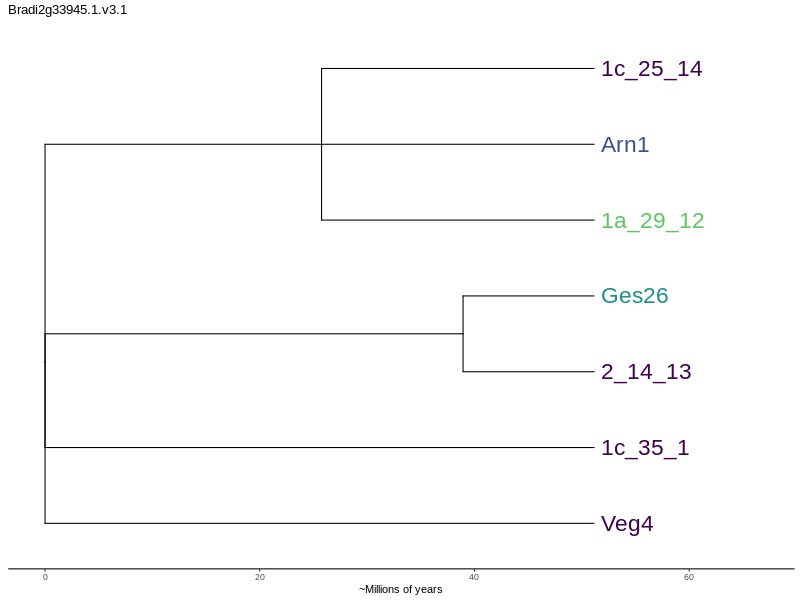 Bradi2g33945.1.v3.1
1c_25_14
Arn1
1a_29_12
Ges26
2_14_13
1c_35_1
Veg4
0 20 40 60
~Millions of years